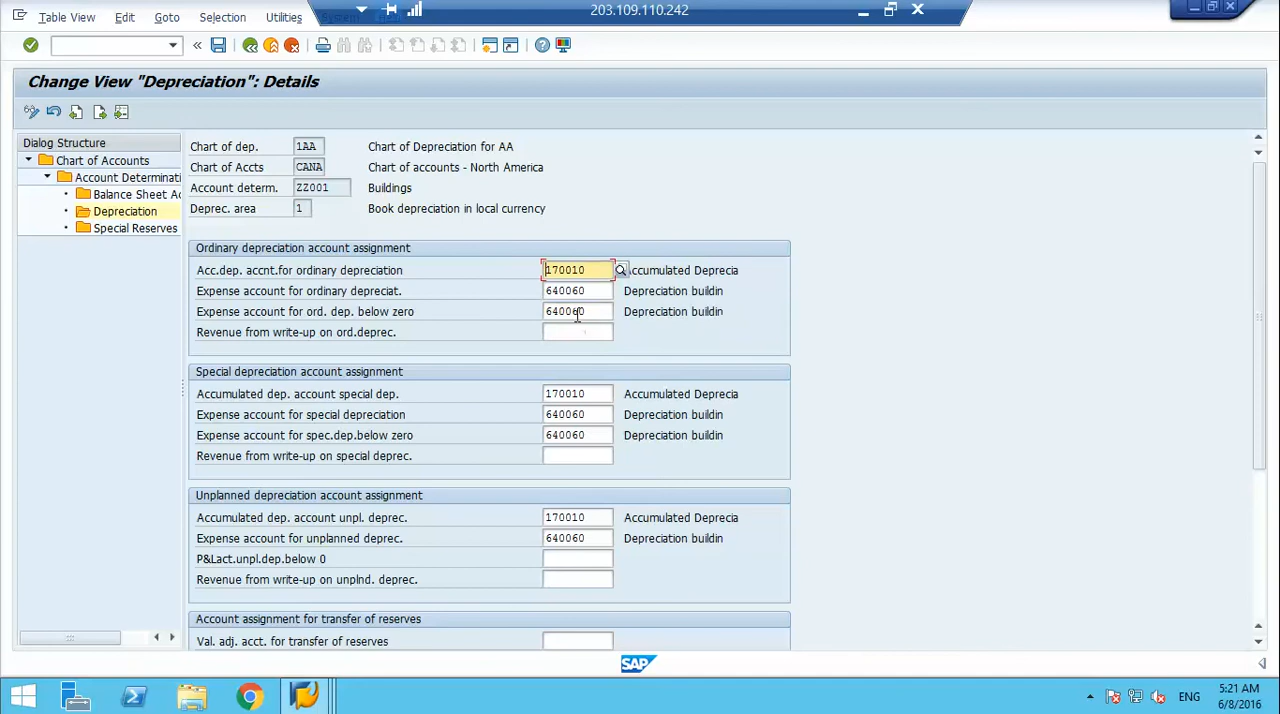 Table View Edit Goto Selection Utilities System Help 203.109.110.242
Change View "Depreciation": Details
Dialog Structure
Chart of Accounts
Account Determinati
Balance Sheet Ac
Depreciation
Special Reserves
Chart of dep. 1AA Chart of Depreciation for AA
Chart of Accts CANA Chart of accounts - North America
Account determ. ZZ001 Buildings
Deprec. area 1 Book depreciation in local currency
Ordinary depreciation account assignment
Acc.dep. accnt.for ordinary depreciation 170010 Accumulated Deprecia
Expense account for ordinary depreciat. 640060 Depreciation buildin
Expense account for ord. dep. below zero 640060 Depreciation buildin
Revenue from write-up on ord.deprec.
Special depreciation account assignment
Accumulated dep. account special dep. 170010 Accumulated Deprecia
Expense account for special depreciation 640060 Depreciation buildin
Expense account for spec.dep.below zero 640060 Depreciation buildin
Revenue from write-up on special deprec.
Unplanned depreciation account assignment
Accumulated dep. account unpl. deprec. 170010 Accumulated Deprecia
Expense account for unplanned deprec. 640060 Depreciation buildin
P&Lact.unpl.dep.below 0
Revenue from write-up on unplnd. deprec.
Account assignment for transfer of reserves
Val. adj. acct. for transfer of reserves
SAP
ENG
5:21 AM
6/8/2016